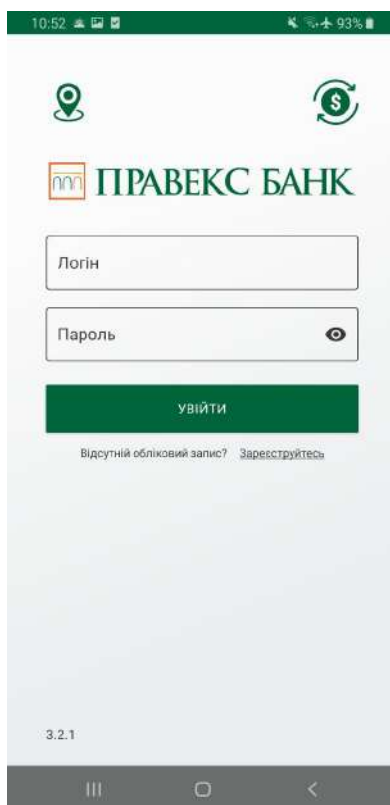 10:52 93%
ПРАВЕКС БАНК
Логін
Пароль
УВІЙТИ
Відсутній обліковий запис? Зареєструйтесь
3.2.1